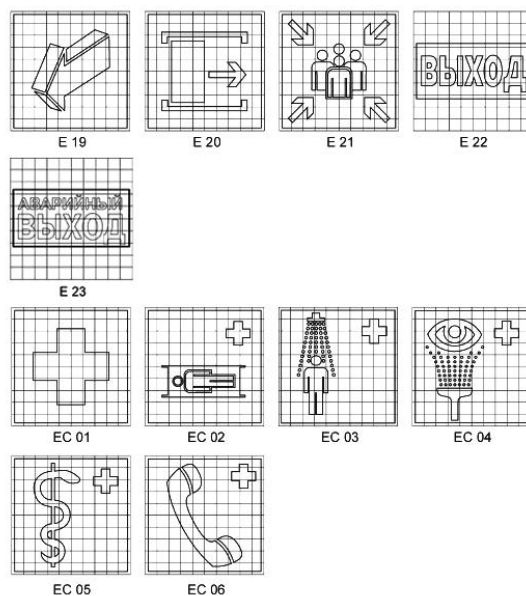 E 19
E 20
E 21
ВЫХОД
E 22
АВАРИЙНЫЙ
ВЫХОД
E 23
EC 01
EC 02
EC 03
EC 04
EC 05
EC 06